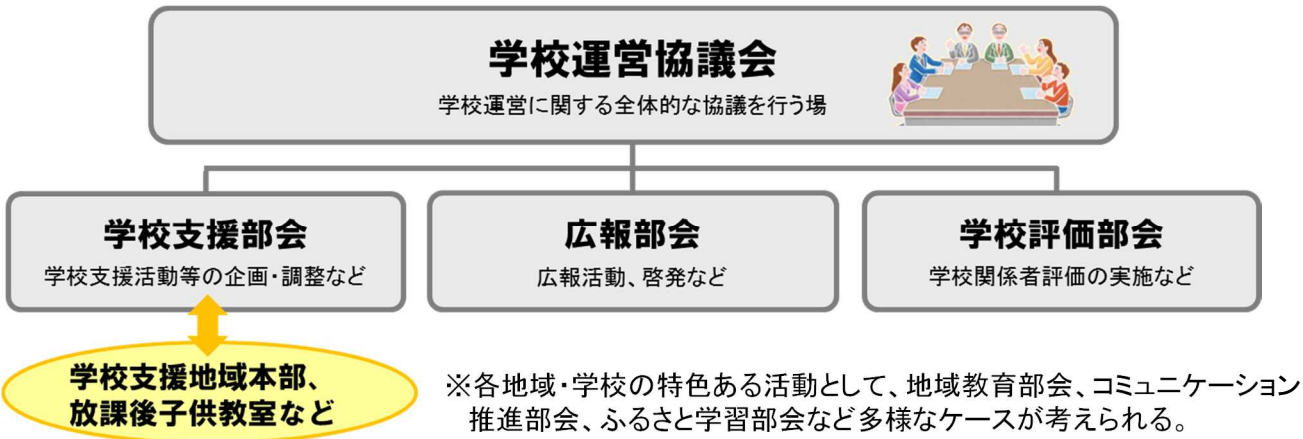 学校運営協議会
学校運営に関する全体的な協議を行う場
学校支援部会
学校支援活動等の企画・調整など
広報部会
広報活動、啓発など
学校評価部会
学校関係者評価の実施など
学校支援地域本部、
放課後子供教室など
※各地域・学校の特色ある活動として、地域教育部会、コミュニケーション
推進部会、ふるさと学習部会など多様なケースが考えられる。